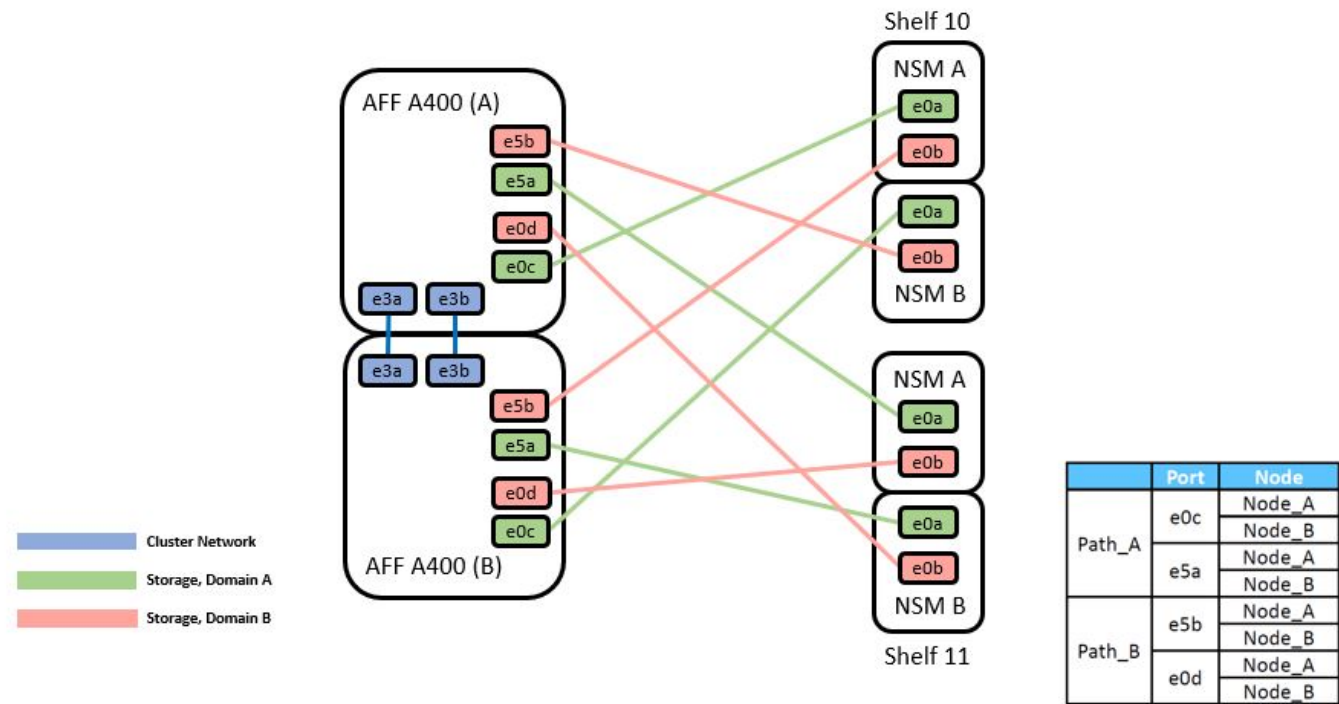 Shelf 10
NSM A
e0a
e0b
e0a
e0b
NSM B
AFF A400 (A)
e5b
e5a
e0d
e0c
e3a e3b
e3a e3b
e5b
e5a
e0d
e0c
AFF A400 (B)
NSM A
e0a
e0b
e0a
e0b
NSM B
Shelf 11
Cluster Network
Storage, Domain A
Storage, Domain B
Port Node
Path_A e0c Node_A
Node_B
e5a Node_A
Node_B
Path_B e5b Node_A
Node_B
e0d Node_A
Node_B